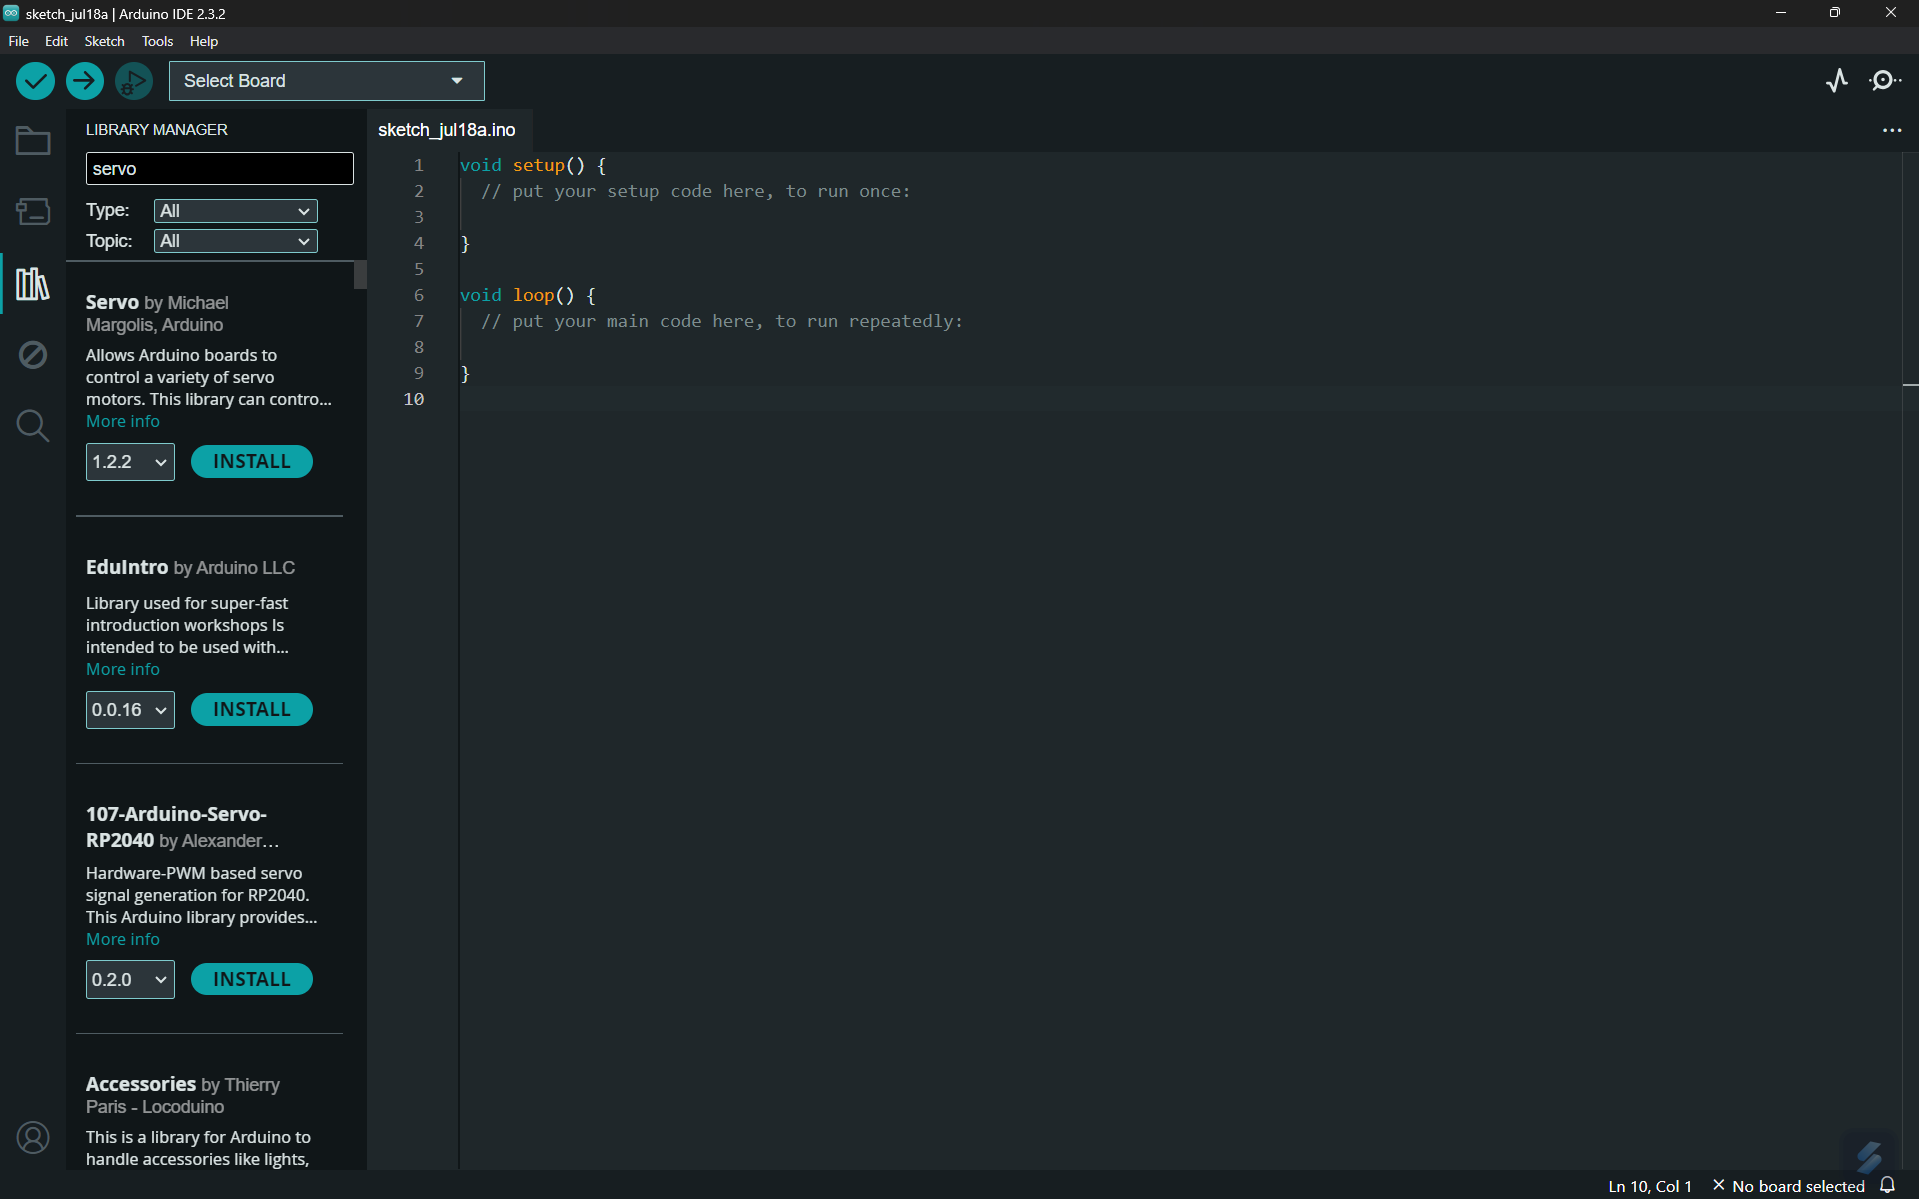 sketch_jul18a | Arduino IDE 2.3.2
File Edit Sketch Tools Help
Select Board
LIBRARY MANAGER
servo
Type: All
Topic: All
Servo by Michael
Margolis, Arduino
Allows Arduino boards to
control a variety of servo
motors. This library can contro...
More info
1.2.2 INSTALL
EduIntro by Arduino LLC
Library used for super-fast
introduction workshops Is
intended to be used with...
More info
0.0.16 INSTALL
107-Arduino-Servo-
RP2040 by Alexander...
Hardware-PWM based servo
signal generation for RP2040.
This Arduino library provides...
More info
0.2.0 INSTALL
Accessories by Thierry
Paris - Locoduino
This is a library for Arduino to
handle accessories like lights,
sketch_jul18a.ino
1 void setup() {
2 // put your setup code here, to run once:
3
4 }
5
6 void loop() {
7 // put your main code here, to run repeatedly:
8
9 }
10
Ln 10, Col 1 × No board selected